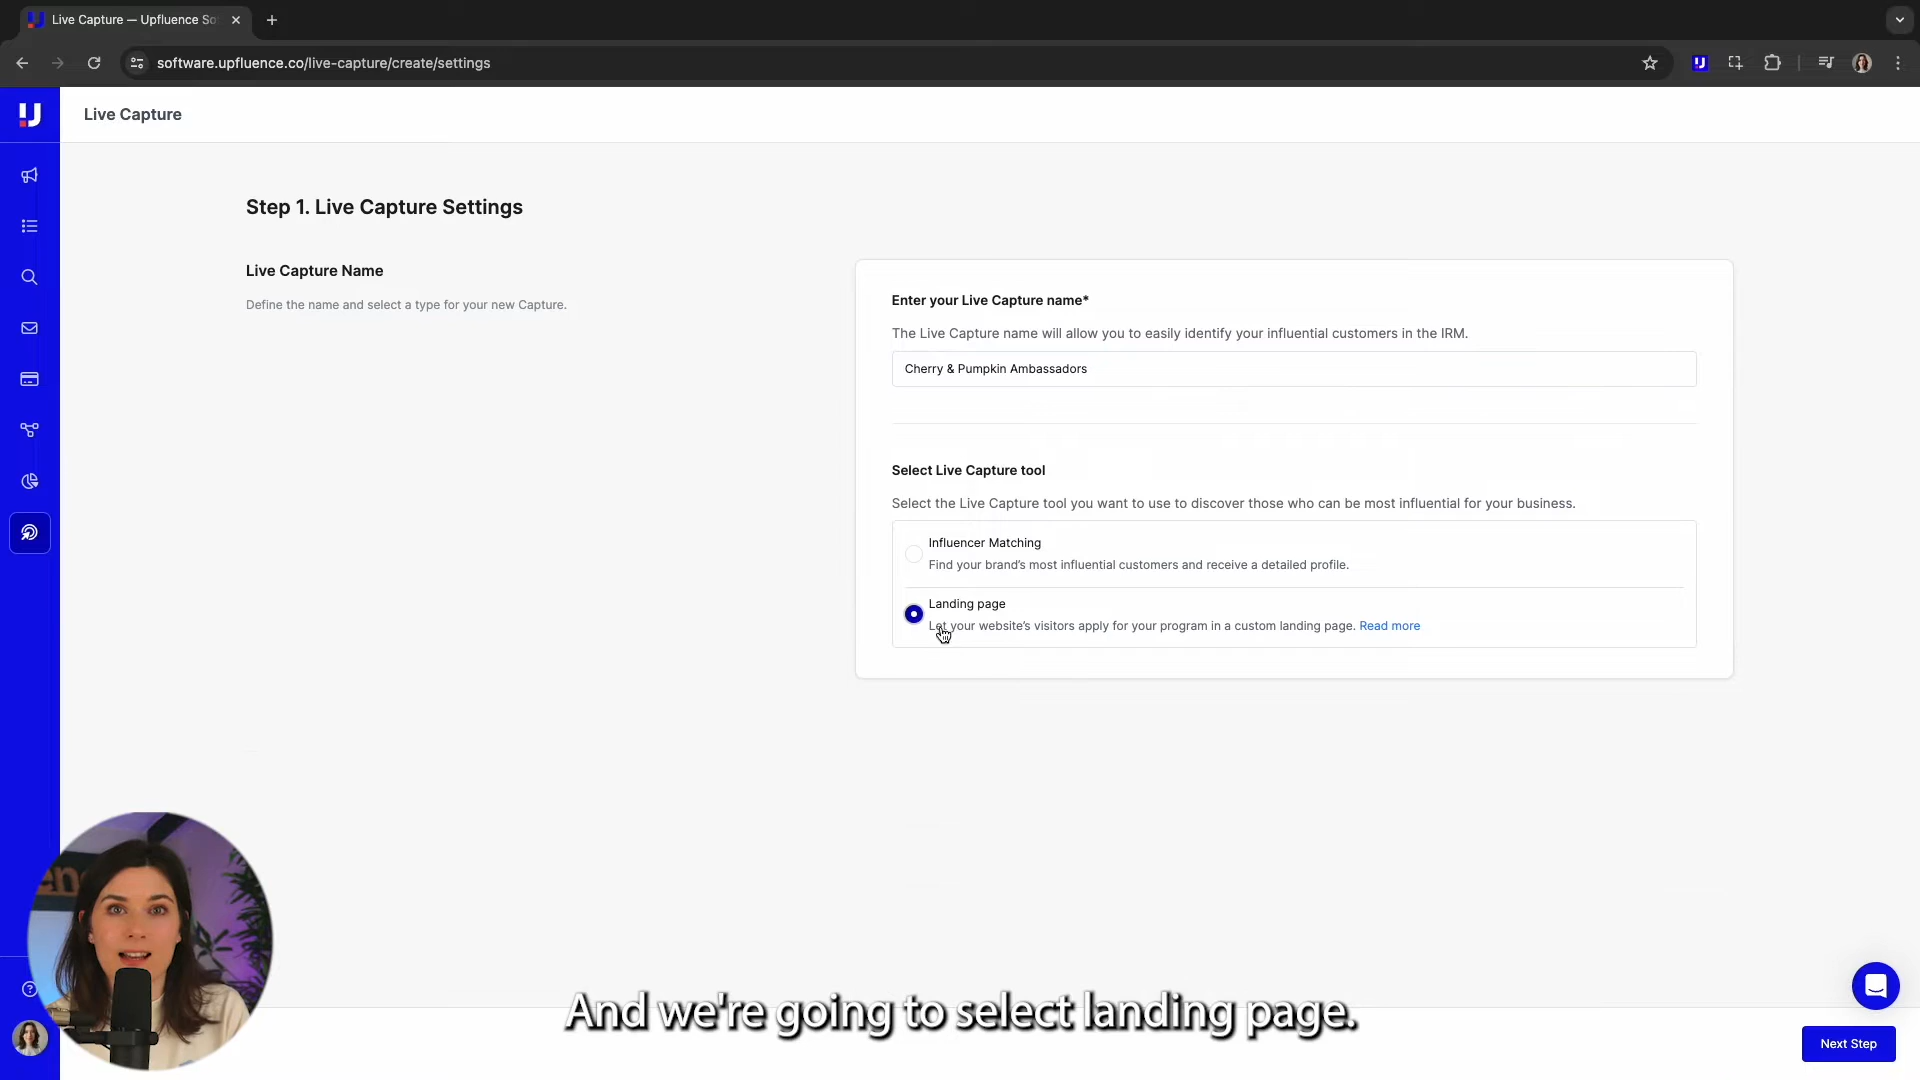 Live Capture — Upfluence So
software.upfluence.co/live-capture/create/settings
Live Capture
Step 1. Live Capture Settings
Live Capture Name
Define the name and select a type for your new Capture.
Enter your Live Capture name*
The Live Capture name will allow you to easily identify your influential customers in the IRM.
Cherry & Pumpkin Ambassadors
Select Live Capture tool
Select the Live Capture tool you want to use to discover those who can be most influential for your business.
Influencer Matching
Find your brand's most influential customers and receive a detailed profile.
Landing page
Let your website's visitors apply for your program in a custom landing page. Read more
And we're going to select landing page.
Next Step